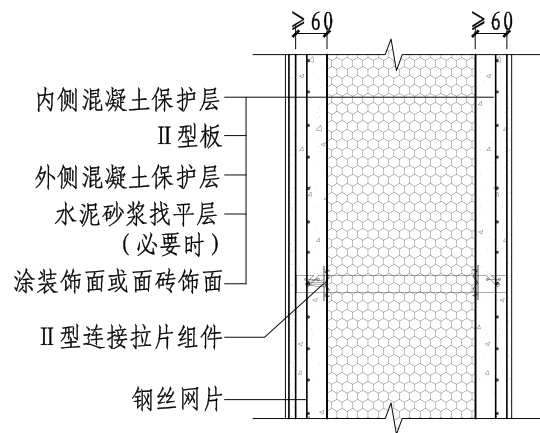 ≥60 ≥60
内侧混凝土保护层
Ⅱ型板
外侧混凝土保护层
水泥砂浆找平层
(必要时)
涂装饰面或面砖饰面
Ⅱ型连接拉片组件
钢丝网片